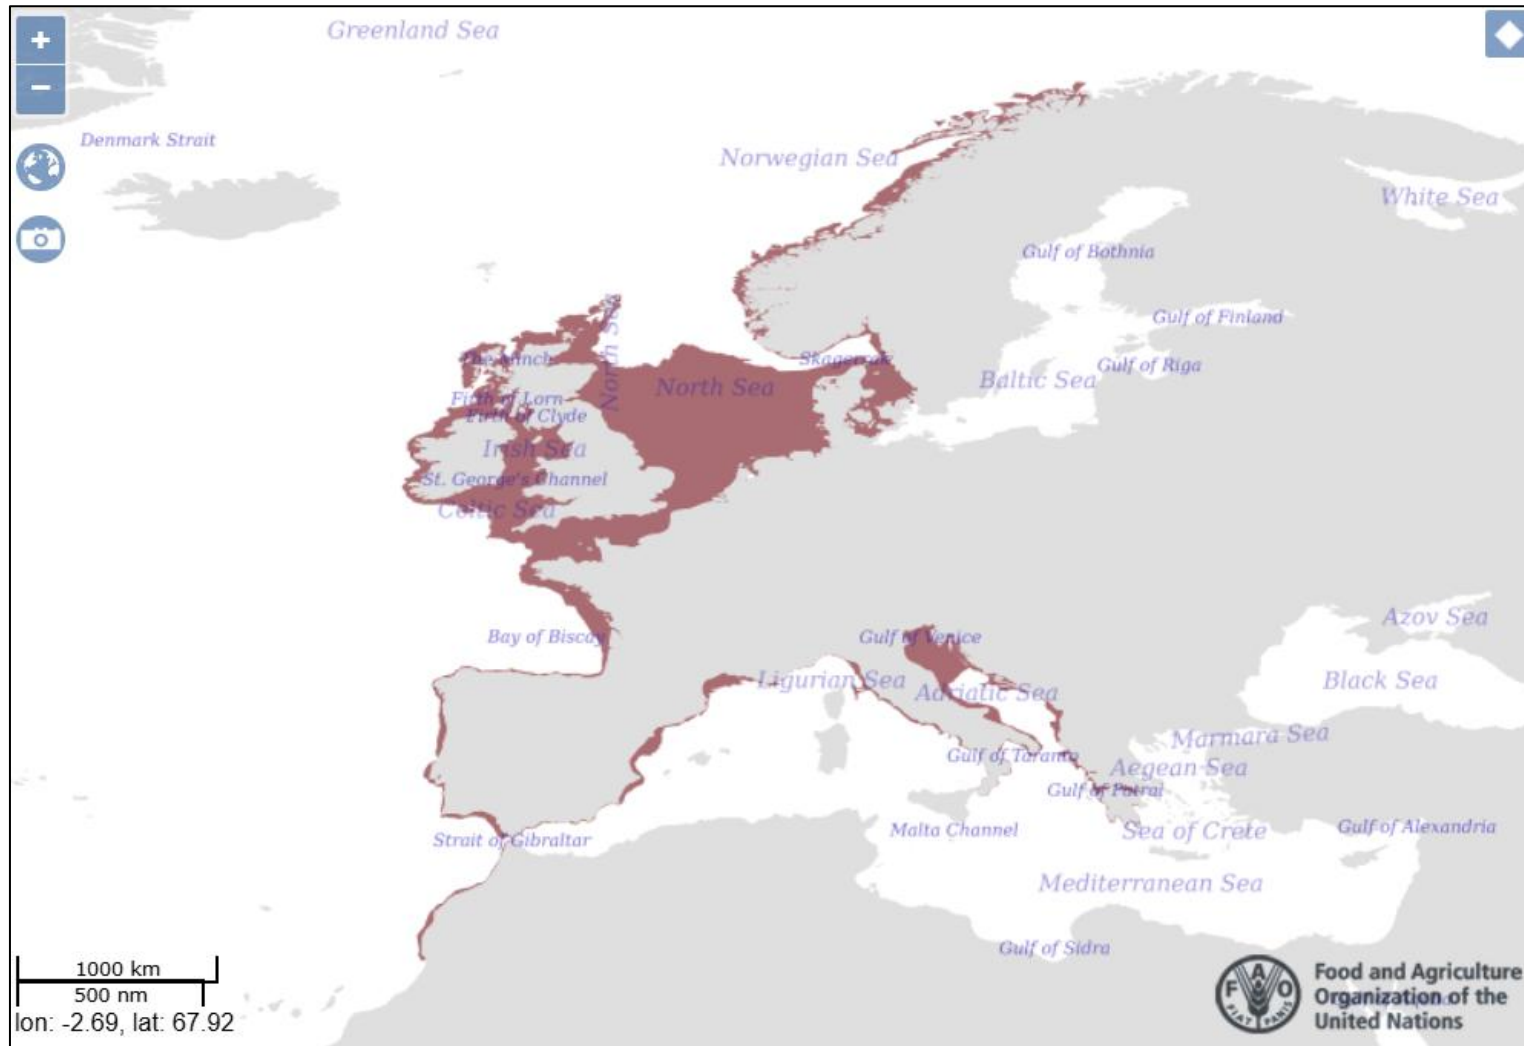 +
Greenland Sea
−
Denmark Strait
Norwegian Sea
White Sea
Gulf of Bothnia
North Sea
Gulf of Finland
The Minch
Skagerrak
Gulf of Riga
Baltic Sea
North Sea
Firth of Lorn
Firth of Clyde
Irish Sea
St. George's Channel
Celtic Sea
Azov Sea
Bay of Biscay
Gulf of Venice
Ligurian Sea
Black Sea
Adriatic Sea
Marmara Sea
Gulf of Taranto
Aegean Sea
Gulf of Patrai
Strait of Gibraltar
Malta Channel
Sea of Crete
Gulf of Alexandria
Mediterranean Sea
Gulf of Sidra
1000 km
500 nm
lon: -2.69, lat: 67.92
F A O
FIAT PANIS
Food and Agriculture
Organization of the
United Nations